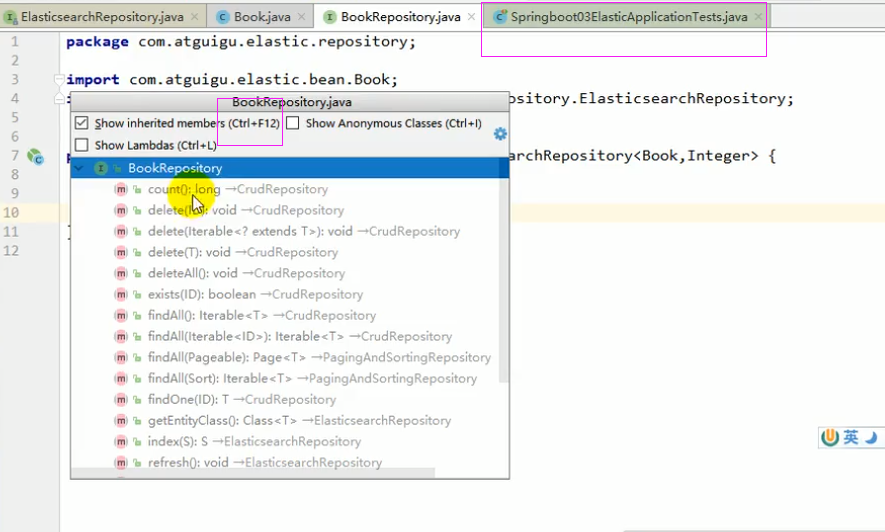 ElasticsearchRepository.java Book.java BookRepository.java Springboot03ElasticApplicationTests.java
1 package com.atguigu.elastic.repository;
2
3 import com.atguigu.elastic.bean.Book;
4 ository.ElasticsearchRepository;
BookRepository.java
5
Show inherited members (Ctrl+F12) Show Anonymous Classes (Ctrl+I)
6
Show Lambdas (Ctrl+L)
7 archRepository<Book,Integer> {
BookRepository
8
count(): long →CrudRepository
9
10 delete(): void →CrudRepository
11 delete(Iterable<? extends T>): void →CrudRepository
12 delete(T): void →CrudRepository
deleteAll(): void →CrudRepository
exists(ID): boolean →CrudRepository
findAll(): Iterable<T> →CrudRepository
findAll(Iterable<ID>): Iterable<T> →CrudRepository
findAll(Pageable): Page<T> →PagingAndSortingRepository
findAll(Sort): Iterable<T> →PagingAndSortingRepository
findOne(ID): T →CrudRepository
getEntityClass(): Class<T> →ElasticsearchRepository
index(S): S →ElasticsearchRepository
英
refresh(): void →ElasticsearchRepository